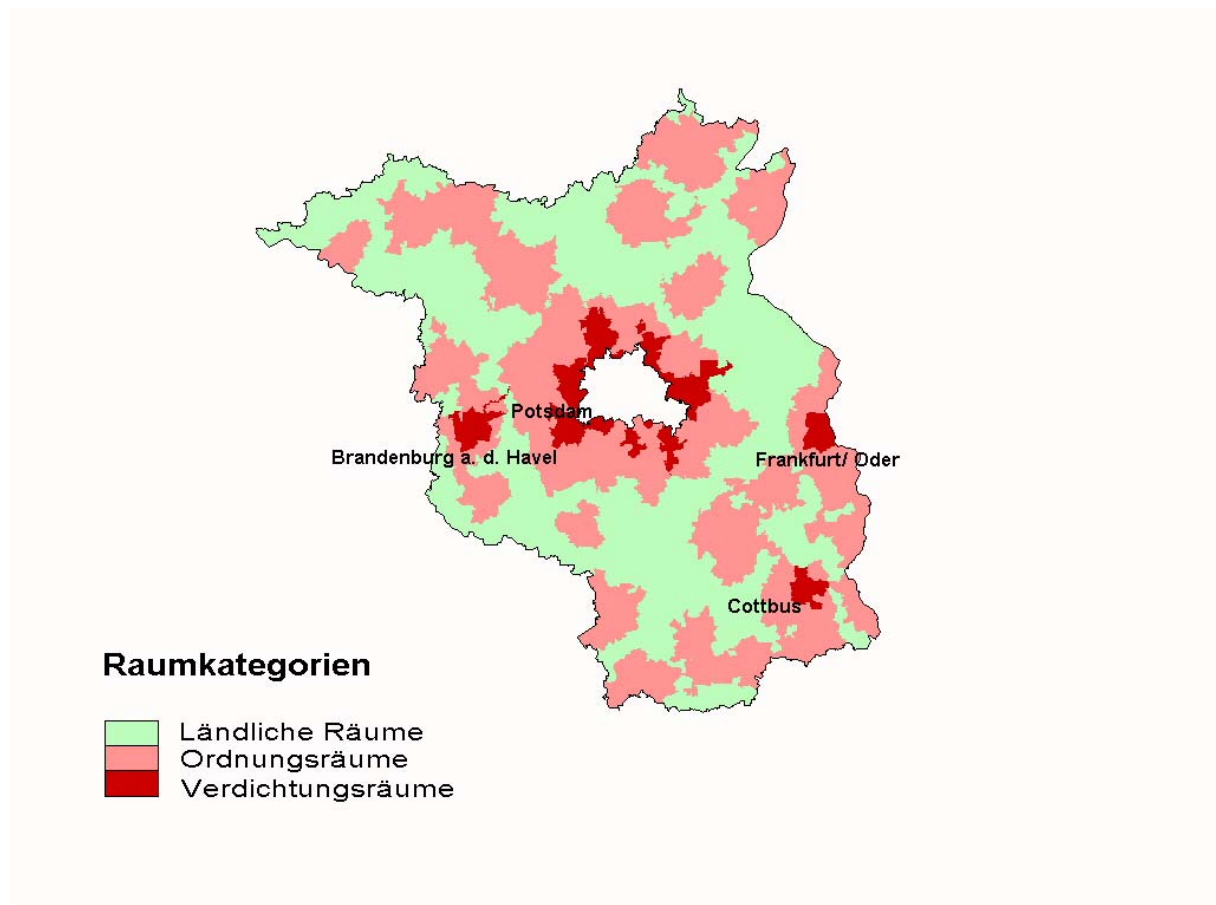 Potsdam
Brandenburg a. d. Havel
Frankfurt/ Oder
Cottbus
Raumkategorien
Ländliche Räume
Ordnungsräume
Verdichtungsräume